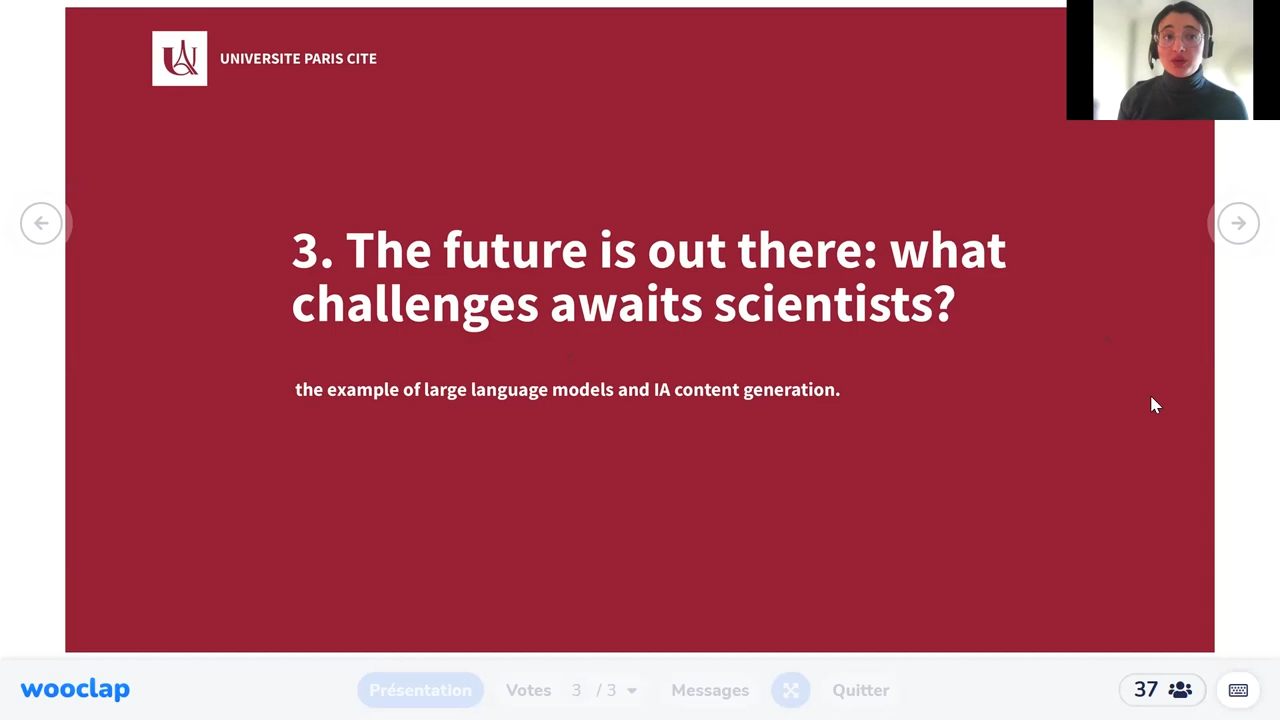 UNIVERSITE PARIS CITE
3. The future is out there: what
challenges awaits scientists?
the example of large language models and IA content generation.
wooclap
Présentation
Votes
3 / 3
Messages
Quitter
37